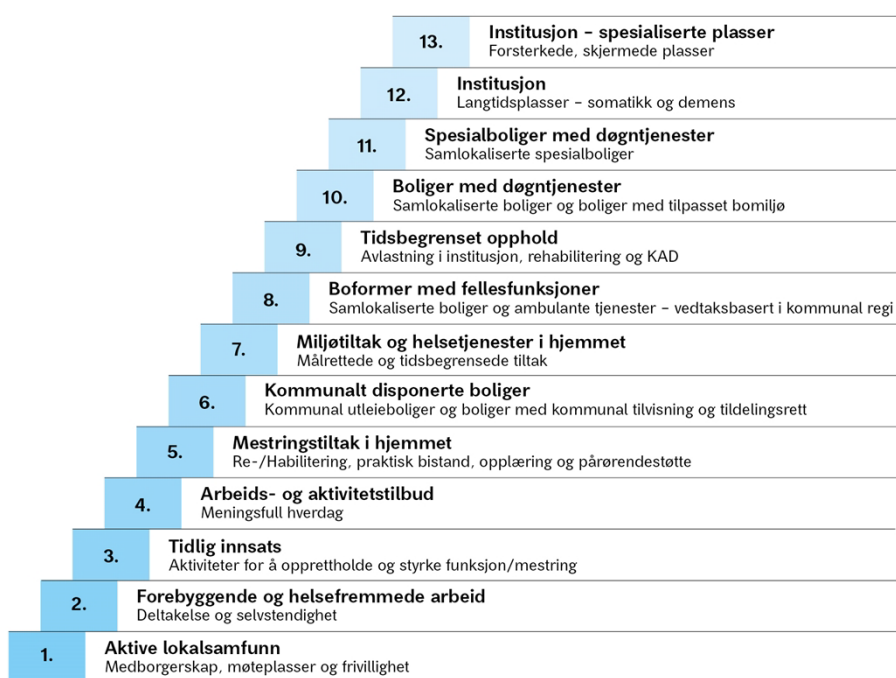 13.
Institusjon – spesialiserte plasser
Forsterkede, skjermede plasser
12.
Institusjon
Langtidsplasser – somatikk og demens
11.
Spesialboliger med døgntjenester
Samlokaliserte spesialboliger
10.
Boliger med døgntjenester
Samlokaliserte boliger og boliger med tilpasset bomiljø
9.
Tidsbegrenset opphold
Avlastning i institusjon, rehabilitering og KAD
8.
Boformer med fellesfunksjoner
Samlokaliserte boliger og ambulante tjenester – vedtaksbasert i kommunal regi
7.
Miljøtiltak og helsetjenester i hjemmet
Målrettede og tidsbegrensede tiltak
6.
Kommunalt disponerte boliger
Kommunal utleieboliger og boliger med kommunal tilvisning og tildelingsrett
5.
Mestringstiltak i hjemmet
Re-/Habilitering, praktisk bistand, opplæring og pårørendestøtte
4.
Arbeids- og aktivitetstilbud
Meningsfull hverdag
3.
Tidlig innsats
Aktiviteter for å opprettholde og styrke funksjon/mestring
2.
Forebyggende og helsefremmede arbeid
Deltakelse og selvstendighet
1.
Aktive lokalsamfunn
Medborgerskap, møteplasser og frivillighet